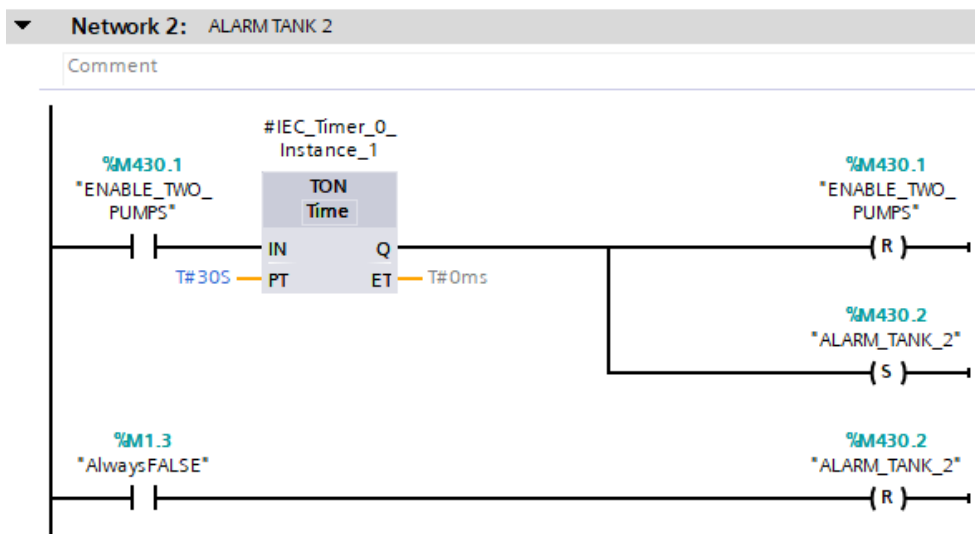 Network 2: ALARM TANK 2
Comment
#IEC_Timer_0_
Instance_1
%M430.1
"ENABLE_TWO_
PUMPS"
TON
Time
IN
Q
T#30S
PT
ET
T#0ms
%M430.1
"ENABLE_TWO_
PUMPS"
R
%M430.2
"ALARM_TANK_2"
S
%M1.3
"AlwaysFALSE"
%M430.2
"ALARM_TANK_2"
R